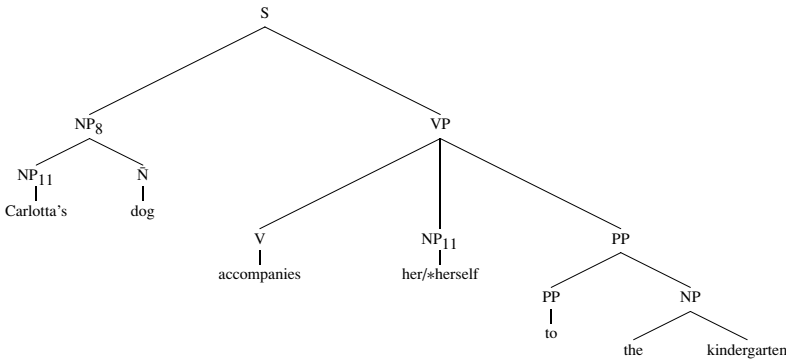 S
NP8 VP
NP11 N̄
Carlotta's dog
V NP11 PP
accompanies her/∗herself
PP NP
to
the kindergarten